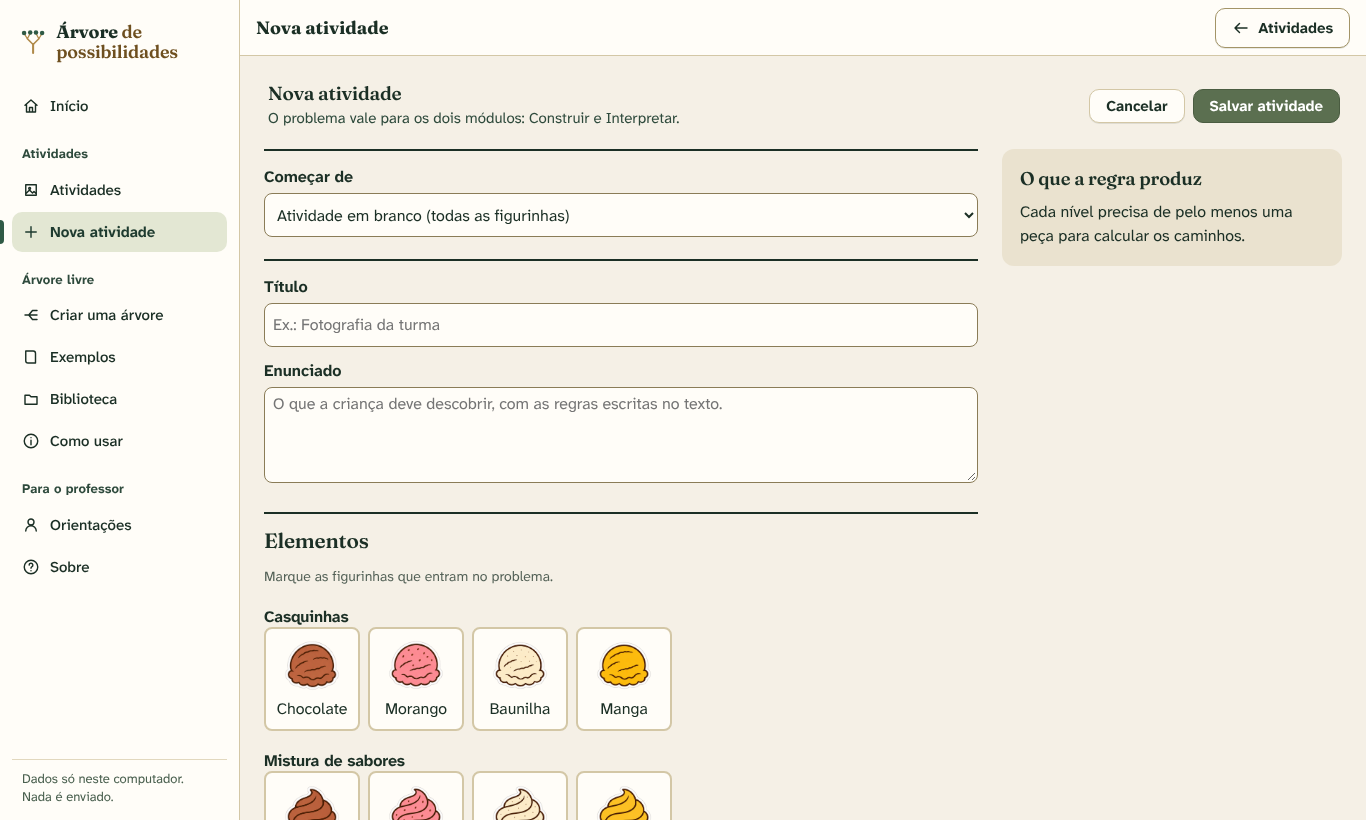 Árvore de
possibilidades
Início
Atividades
Atividades
Nova atividade
Árvore livre
Criar uma árvore
Exemplos
Biblioteca
Como usar
Para o professor
Orientações
Sobre
Dados só neste computador.
Nada é enviado.
Nova atividade
Atividades
Nova atividade
O problema vale para os dois módulos: Construir e Interpretar.
Cancelar
Salvar atividade
Começar de
Atividade em branco (todas as figurinhas)
Título
Ex.: Fotografia da turma
Enunciado
O que a criança deve descobrir, com as regras escritas no texto.
Elementos
Marque as figurinhas que entram no problema.
Casquinhas
Chocolate
Morango
Baunilha
Manga
Mistura de sabores
O que a regra produz
Cada nível precisa de pelo menos uma
peça para calcular os caminhos.